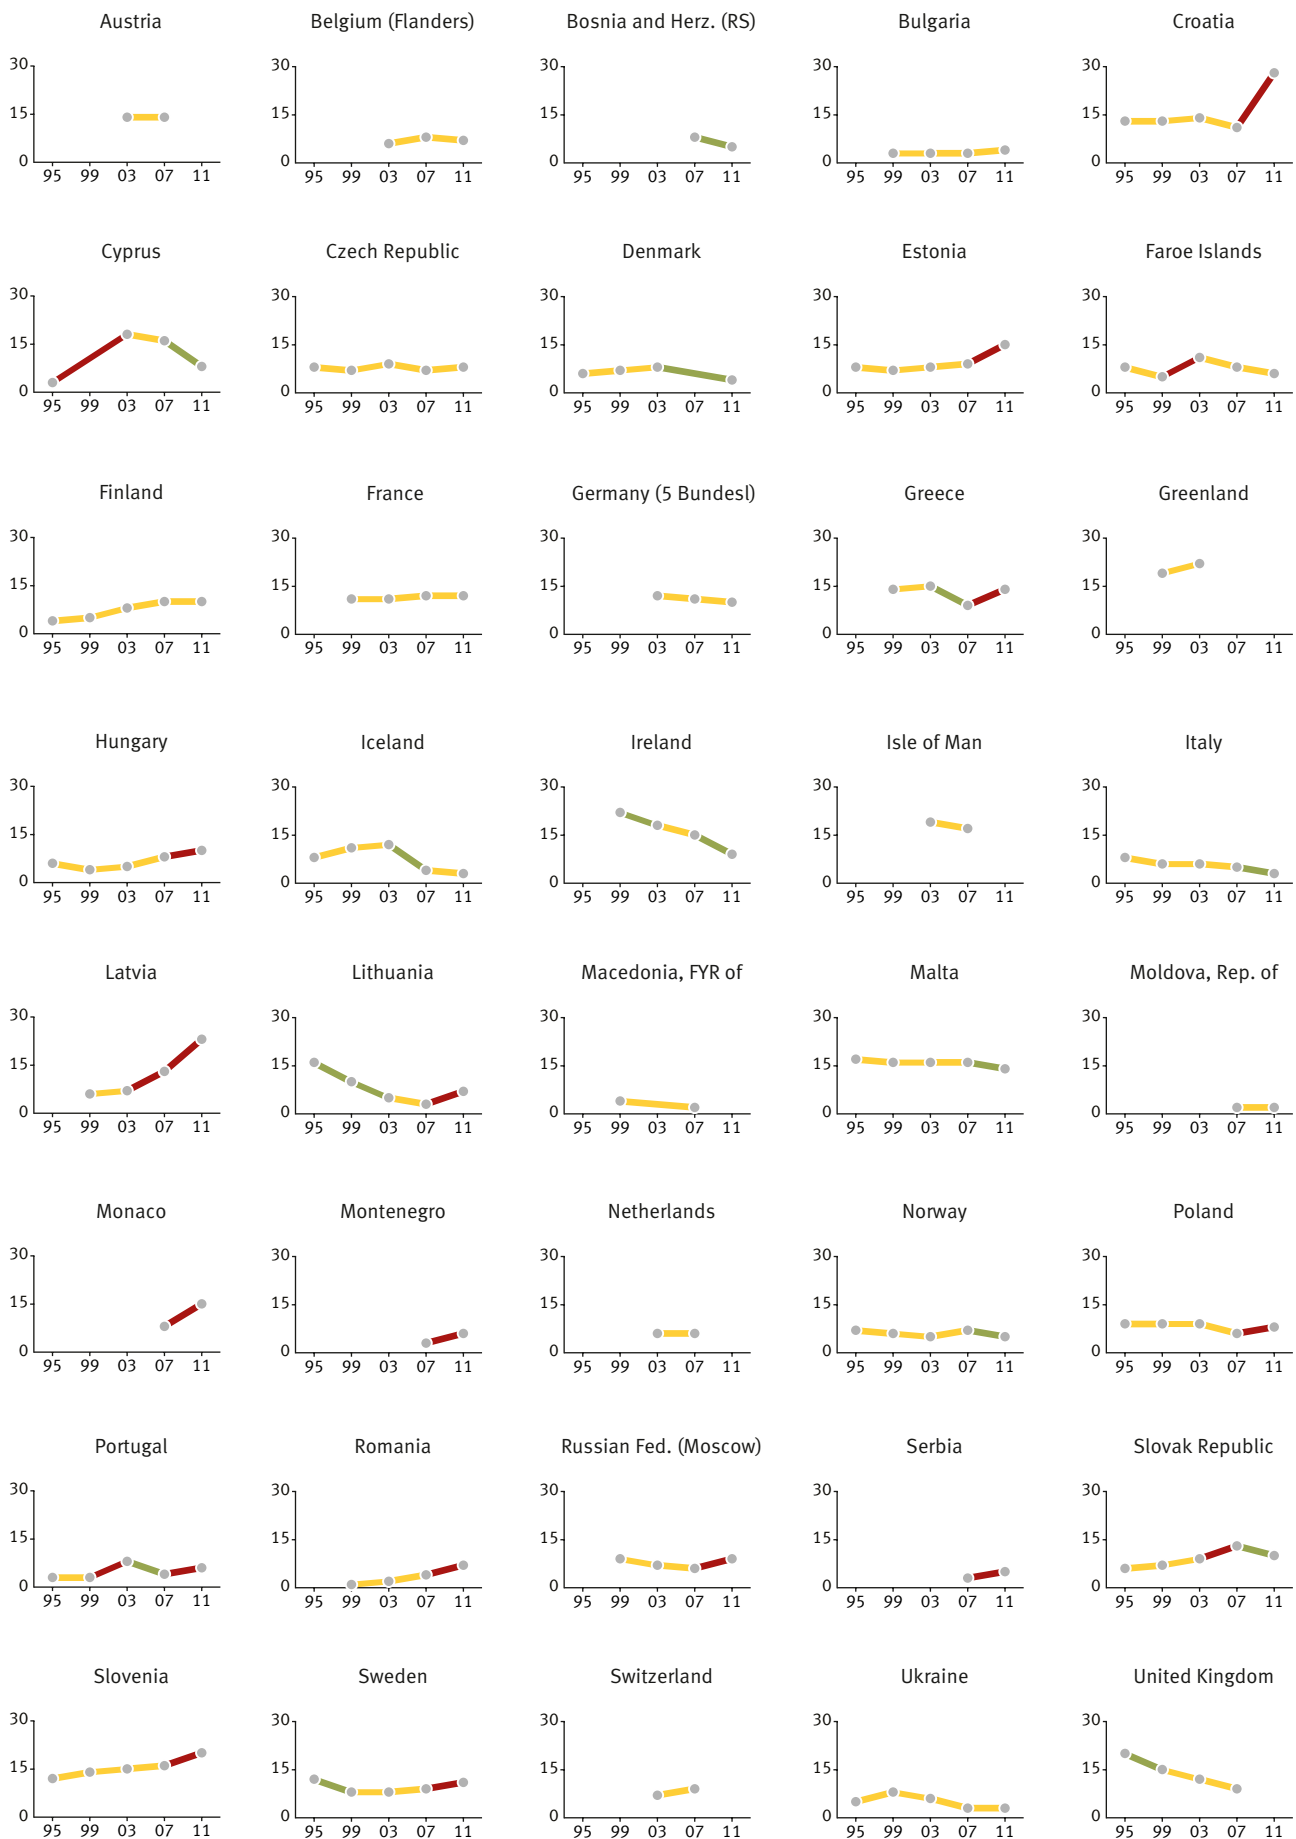 Austria Belgium (Flanders) Bosnia and Herz. (RS) Bulgaria Croatia
30 30 30 30 30
15 15 15 15 15
0 0 0 0 0
95 99 03 07 11 95 99 03 07 11 95 99 03 07 11 95 99 03 07 11 95 99 03 07 11
Cyprus Czech Republic Denmark Estonia Faroe Islands
30 30 30 30 30
15 15 15 15 15
0 0 0 0 0
95 99 03 07 11 95 99 03 07 11 95 99 03 07 11 95 99 03 07 11 95 99 03 07 11
Finland France Germany (5 Bundesl) Greece Greenland
30 30 30 30 30
15 15 15 15 15
0 0 0 0 0
95 99 03 07 11 95 99 03 07 11 95 99 03 07 11 95 99 03 07 11 95 99 03 07 11
Hungary Iceland Ireland Isle of Man Italy
30 30 30 30 30
15 15 15 15 15
0 0 0 0 0
95 99 03 07 11 95 99 03 07 11 95 99 03 07 11 95 99 03 07 11 95 99 03 07 11
Latvia Lithuania Macedonia, FYR of Malta Moldova, Rep. of
30 30 30 30 30
15 15 15 15 15
0 0 0 0 0
95 99 03 07 11 95 99 03 07 11 95 99 03 07 11 95 99 03 07 11 95 99 03 07 11
Monaco Montenegro Netherlands Norway Poland
30 30 30 30 30
15 15 15 15 15
0 0 0 0 0
95 99 03 07 11 95 99 03 07 11 95 99 03 07 11 95 99 03 07 11 95 99 03 07 11
Portugal Romania Russian Fed. (Moscow) Serbia Slovak Republic
30 30 30 30 30
15 15 15 15 15
0 0 0 0 0
95 99 03 07 11 95 99 03 07 11 95 99 03 07 11 95 99 03 07 11 95 99 03 07 11
Slovenia Sweden Switzerland Ukraine United Kingdom
30 30 30 30 30
15 15 15 15 15
0 0 0 0 0
95 99 03 07 11 95 99 03 07 11 95 99 03 07 11 95 99 03 07 11 95 99 03 07 11